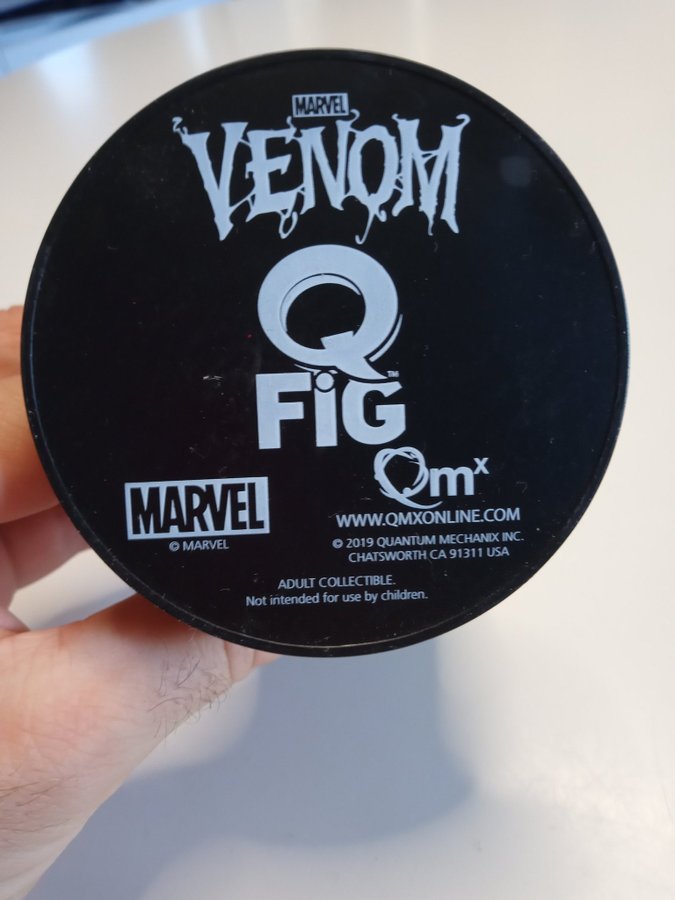 MARVEL
VENOM
Q
FiG™
Qmx
WWW.QMXONLINE.COM
MARVEL
© MARVEL
© 2019 QUANTUM MECHANIX INC.
CHATSWORTH CA 91311 USA
ADULT COLLECTIBLE.
Not intended for use by children.